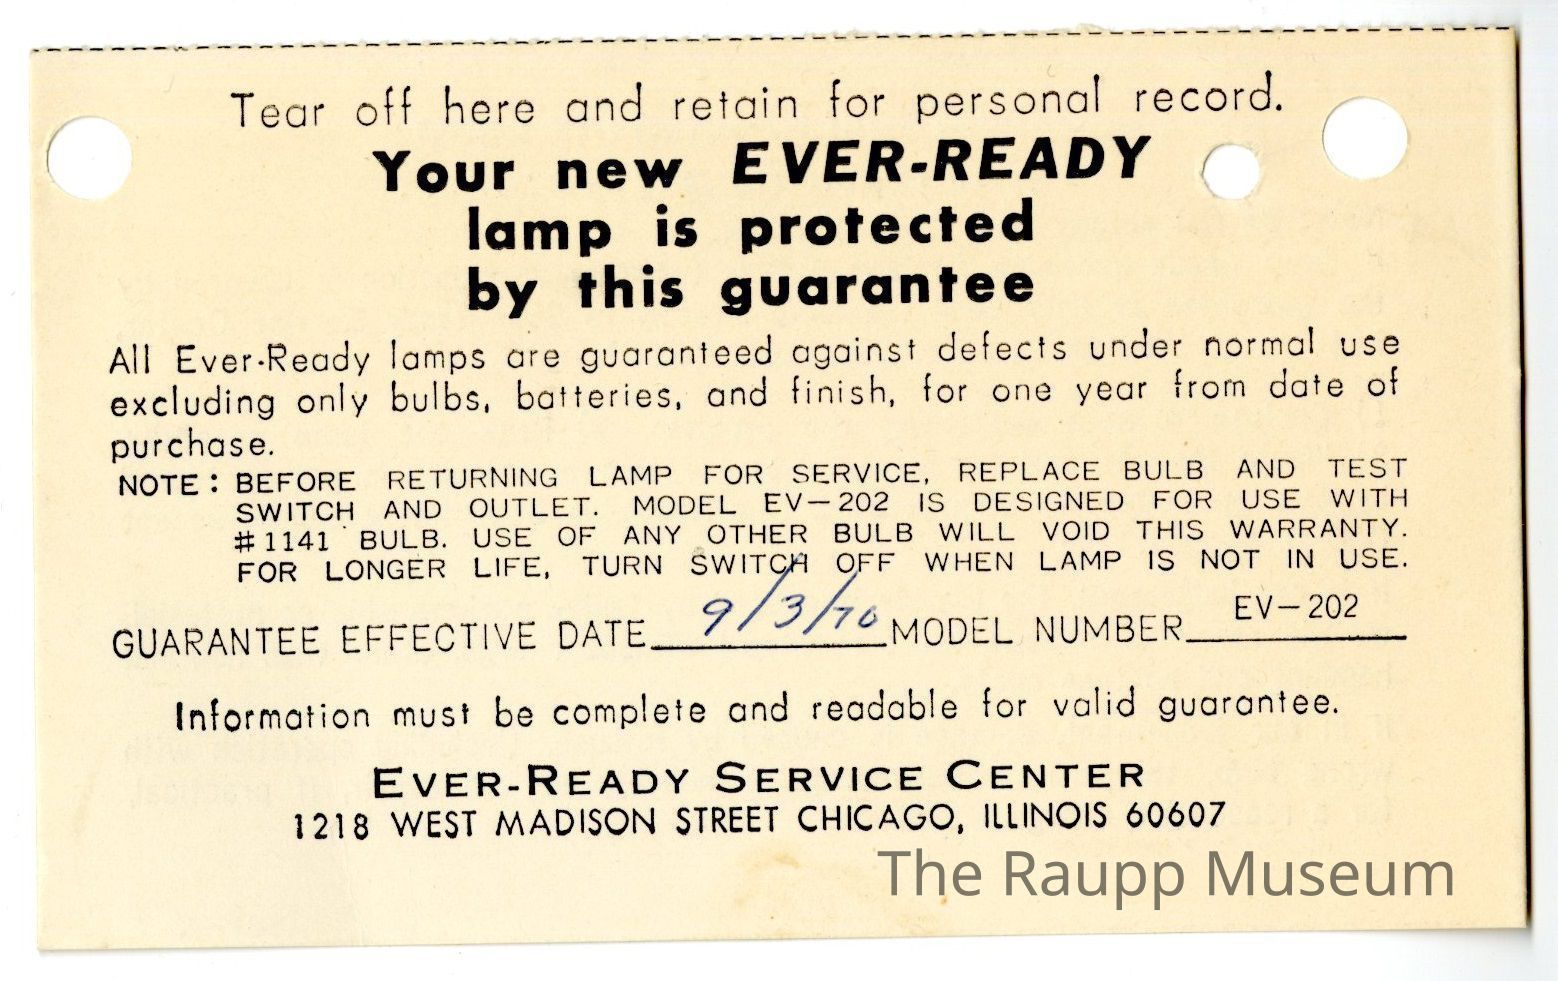 Tear off here and retain for personal record.
Your new EVER-READY
lamp is protected
by this guarantee
All Ever-Ready lamps are guaranteed against defects under normal use
excluding only bulbs, batteries, and finish, for one year from date of
purchase.
NOTE: BEFORE RETURNING LAMP FOR SERVICE, REPLACE BULB AND TEST
SWITCH AND OUTLET. MODEL EV-202 IS DESIGNED FOR USE WITH
#1141 BULB. USE OF ANY OTHER BULB WILL VOID THIS WARRANTY.
FOR LONGER LIFE, TURN SWITCH OFF WHEN LAMP IS NOT IN USE.
GUARANTEE EFFECTIVE DATE 9/3/70 MODEL NUMBER EV-202
Information must be complete and readable for valid guarantee.
EVER-READY SERVICE CENTER
1218 WEST MADISON STREET CHICAGO, ILLINOIS 60607
The Raupp Museum